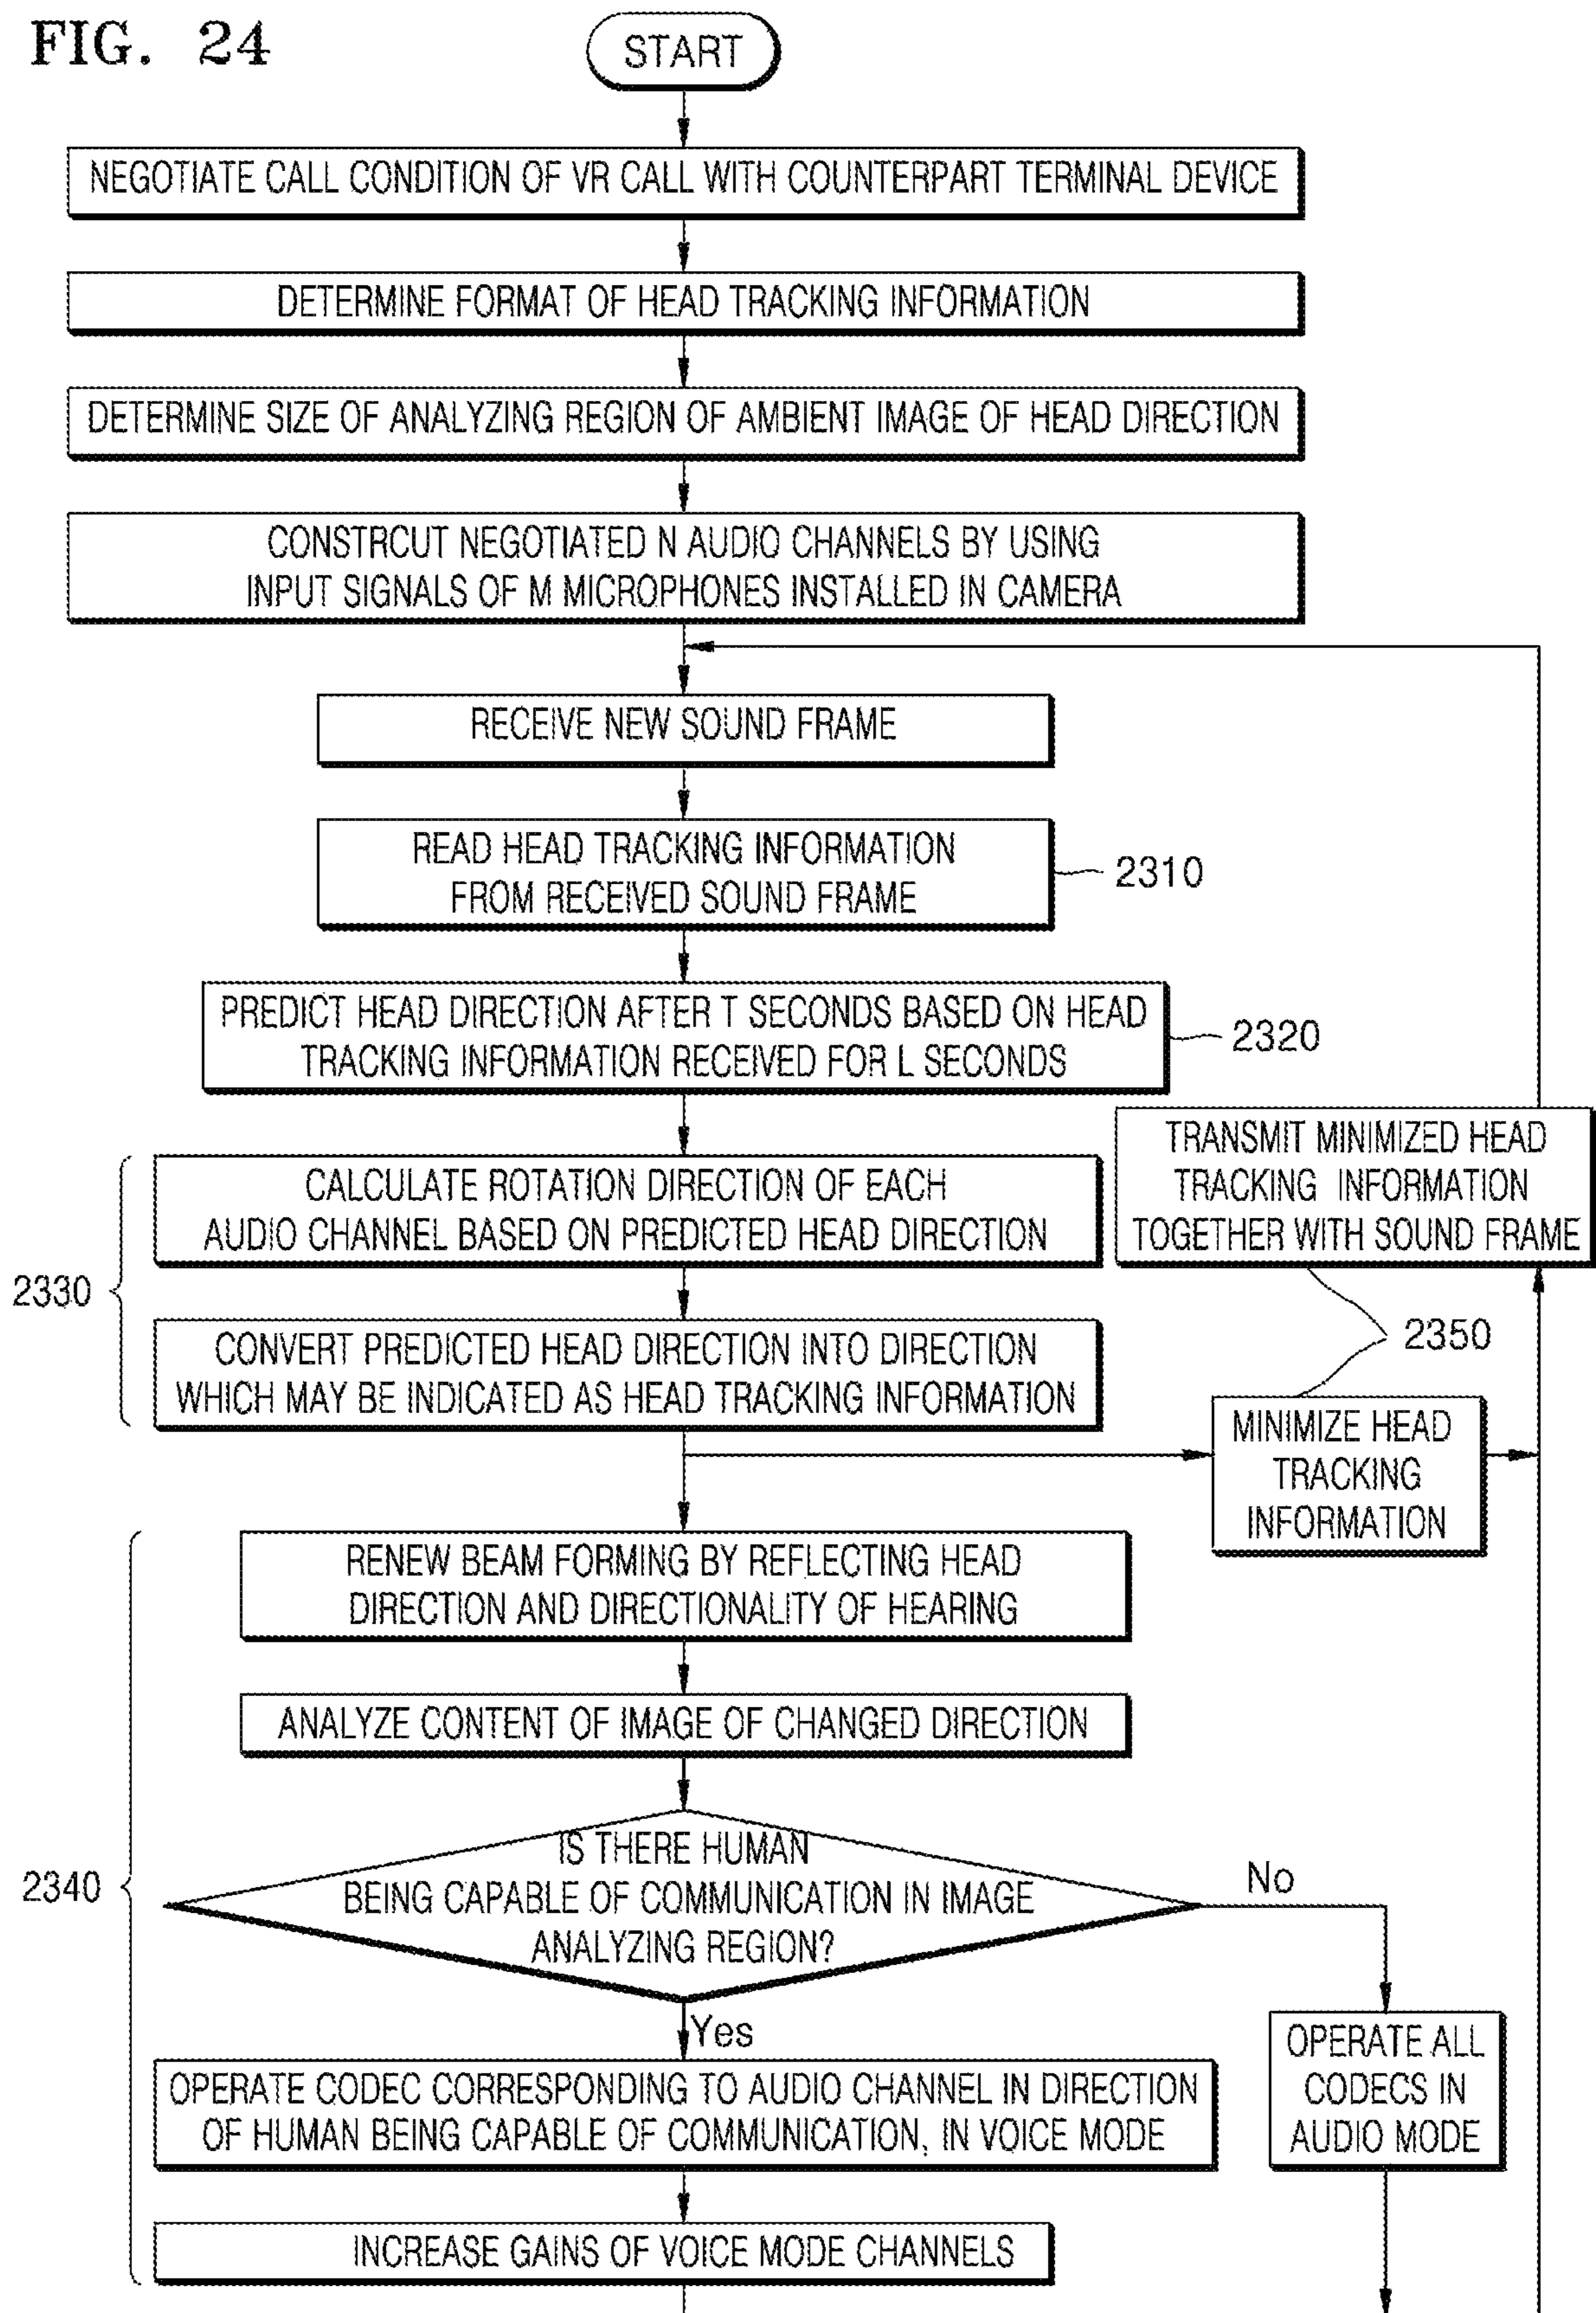 FIG. 24
START
NEGOTIATE CALL CONDITION OF VR CALL WITH COUNTERPART TERMINAL DEVICE
DETERMINE FORMAT OF HEAD TRACKING INFORMATION
DETERMINE SIZE OF ANALYZING REGION OF AMBIENT IMAGE OF HEAD DIRECTION
CONSTRCUT NEGOTIATED N AUDIO CHANNELS BY USING
INPUT SIGNALS OF M MICROPHONES INSTALLED IN CAMERA
RECEIVE NEW SOUND FRAME
READ HEAD TRACKING INFORMATION
FROM RECEIVED SOUND FRAME
2310
PREDICT HEAD DIRECTION AFTER T SECONDS BASED ON HEAD
TRACKING INFORMATION RECEIVED FOR L SECONDS
2320
CALCULATE ROTATION DIRECTION OF EACH
AUDIO CHANNEL BASED ON PREDICTED HEAD DIRECTION
2330
CONVERT PREDICTED HEAD DIRECTION INTO DIRECTION
WHICH MAY BE INDICATED AS HEAD TRACKING INFORMATION
TRANSMIT MINIMIZED HEAD
TRACKING INFORMATION
TOGETHER WITH SOUND FRAME
2350
MINIMIZE HEAD
TRACKING
INFORMATION
RENEW BEAM FORMING BY REFLECTING HEAD
DIRECTION AND DIRECTIONALITY OF HEARING
ANALYZE CONTENT OF IMAGE OF CHANGED DIRECTION
2340
IS THERE HUMAN
BEING CAPABLE OF COMMUNICATION IN IMAGE
ANALYZING REGION?
No
Yes
OPERATE CODEC CORRESPONDING TO AUDIO CHANNEL IN DIRECTION
OF HUMAN BEING CAPABLE OF COMMUNICATION, IN VOICE MODE
OPERATE ALL
CODECS IN
AUDIO MODE
INCREASE GAINS OF VOICE MODE CHANNELS